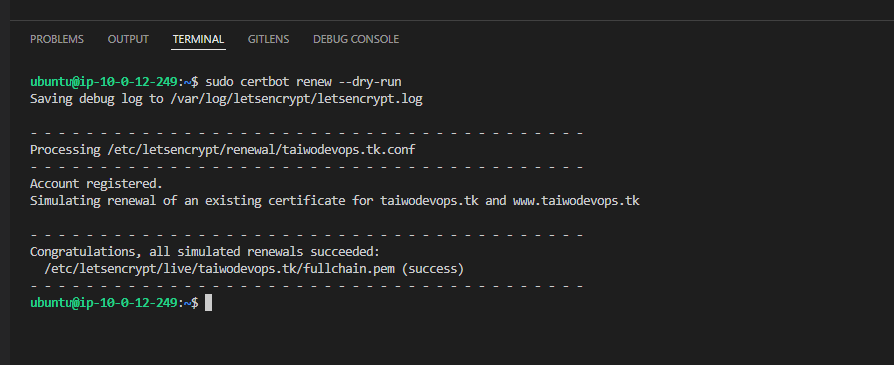 PROBLEMS OUTPUT TERMINAL GITLENS DEBUG CONSOLE
ubuntu@ip-10-0-12-249:~$ sudo certbot renew --dry-run
Saving debug log to /var/log/letsencrypt/letsencrypt.log
- - - - - - - - - - - - - - - - - - - - - - - - - - - - - - - - - - - - - - - -
Processing /etc/letsencrypt/renewal/taiwodevops.tk.conf
- - - - - - - - - - - - - - - - - - - - - - - - - - - - - - - - - - - - - - - -
Account registered.
Simulating renewal of an existing certificate for taiwodevops.tk and www.taiwodevops.tk
- - - - - - - - - - - - - - - - - - - - - - - - - - - - - - - - - - - - - - - -
Congratulations, all simulated renewals succeeded:
  /etc/letsencrypt/live/taiwodevops.tk/fullchain.pem (success)
- - - - - - - - - - - - - - - - - - - - - - - - - - - - - - - - - - - - - - - -
ubuntu@ip-10-0-12-249:~$